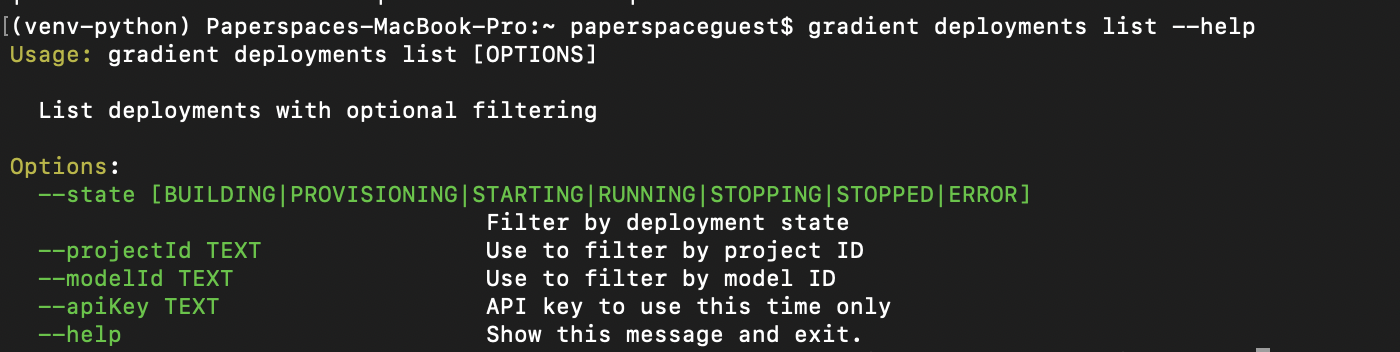 [(venv-python) Paperspaces-MacBook-Pro:~ paperspaceguest$ gradient deployments list --help
Usage: gradient deployments list [OPTIONS]
List deployments with optional filtering
Options:
--state [BUILDING|PROVISIONING|STARTING|RUNNING|STOPPING|STOPPED|ERROR]
Filter by deployment state
--projectId TEXT Use to filter by project ID
--modelId TEXT Use to filter by model ID
--apiKey TEXT API key to use this time only
--help Show this message and exit.